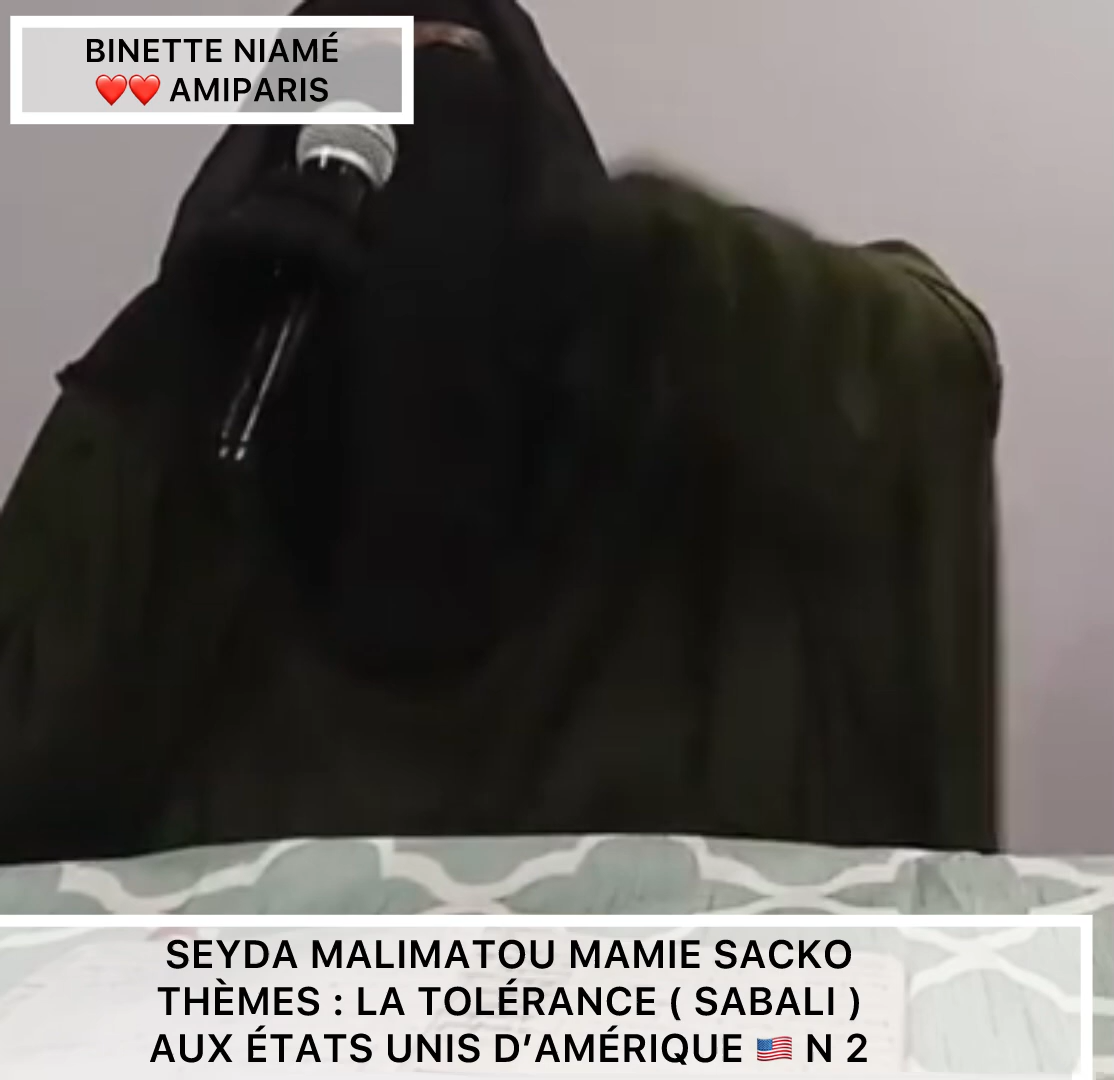 BINETTE NIAMÉ
❤️❤️ AMIPARIS
SEYDA MALIMATOU MAMIE SACKO
THÈMES : LA TOLÉRANCE ( SABALI )
AUX ÉTATS UNIS D’AMÉRIQUE 🇺🇸 N 2